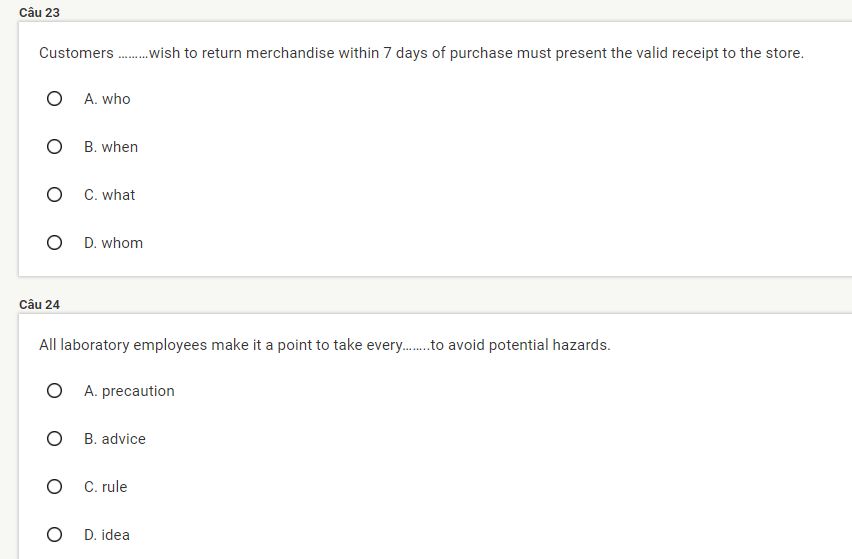 Câu 23
Customers .........wish to return merchandise within 7 days of purchase must present the valid receipt to the store.
A. who
B. when
C. what
D. whom
Câu 24
All laboratory employees make it a point to take every........to avoid potential hazards.
A. precaution
B. advice
C. rule
D. idea